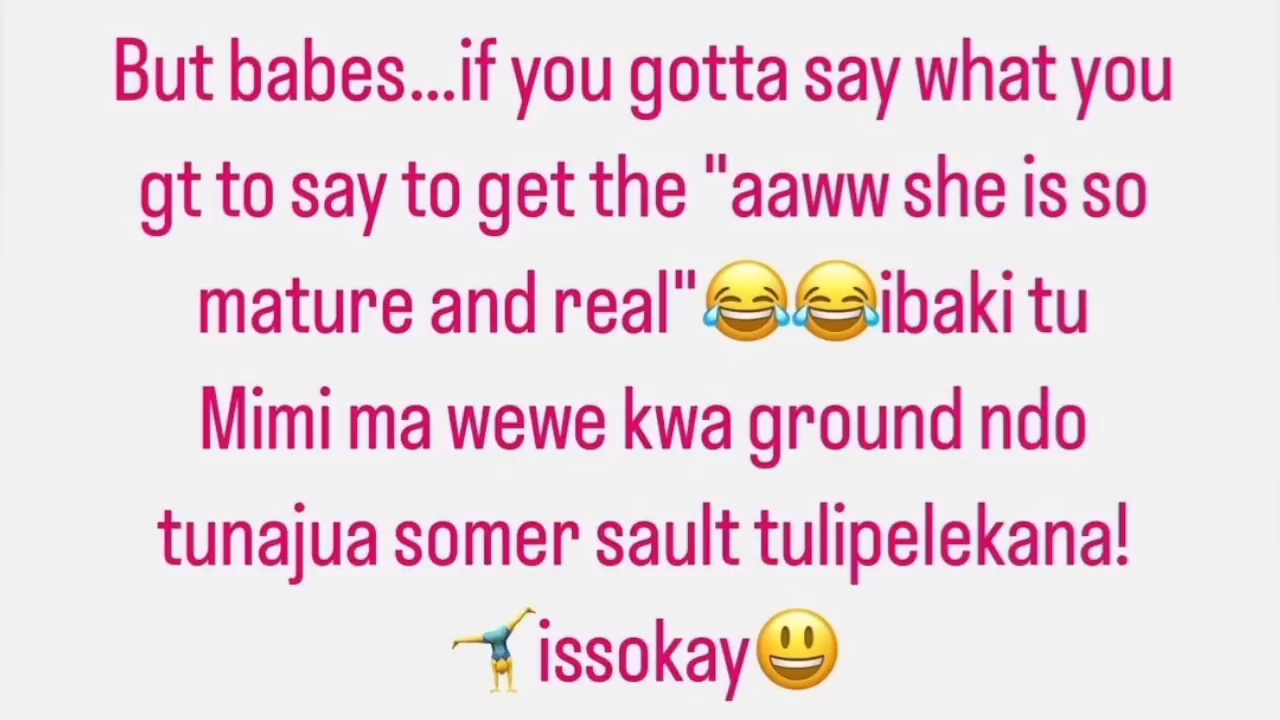 But babes...if you gotta say what you
gt to say to get the "aaww she is so
mature and real"😂😂ibaki tu
Mimi ma wewe kwa ground ndo
tunajua somer sault tulipelekana!
🤸‍♂️issokay😃